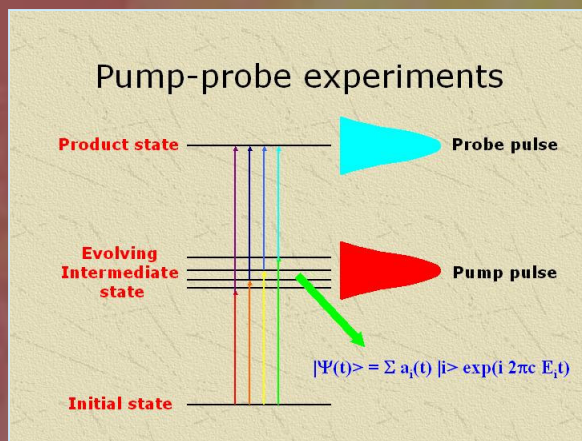 Pump-probe experiments
Product state
Probe pulse
Evolving
Intermediate
state
Pump pulse
|Ψ(t)> = Σ aᵢ(t) |i> exp(i 2πc Eᵢt)
Initial state